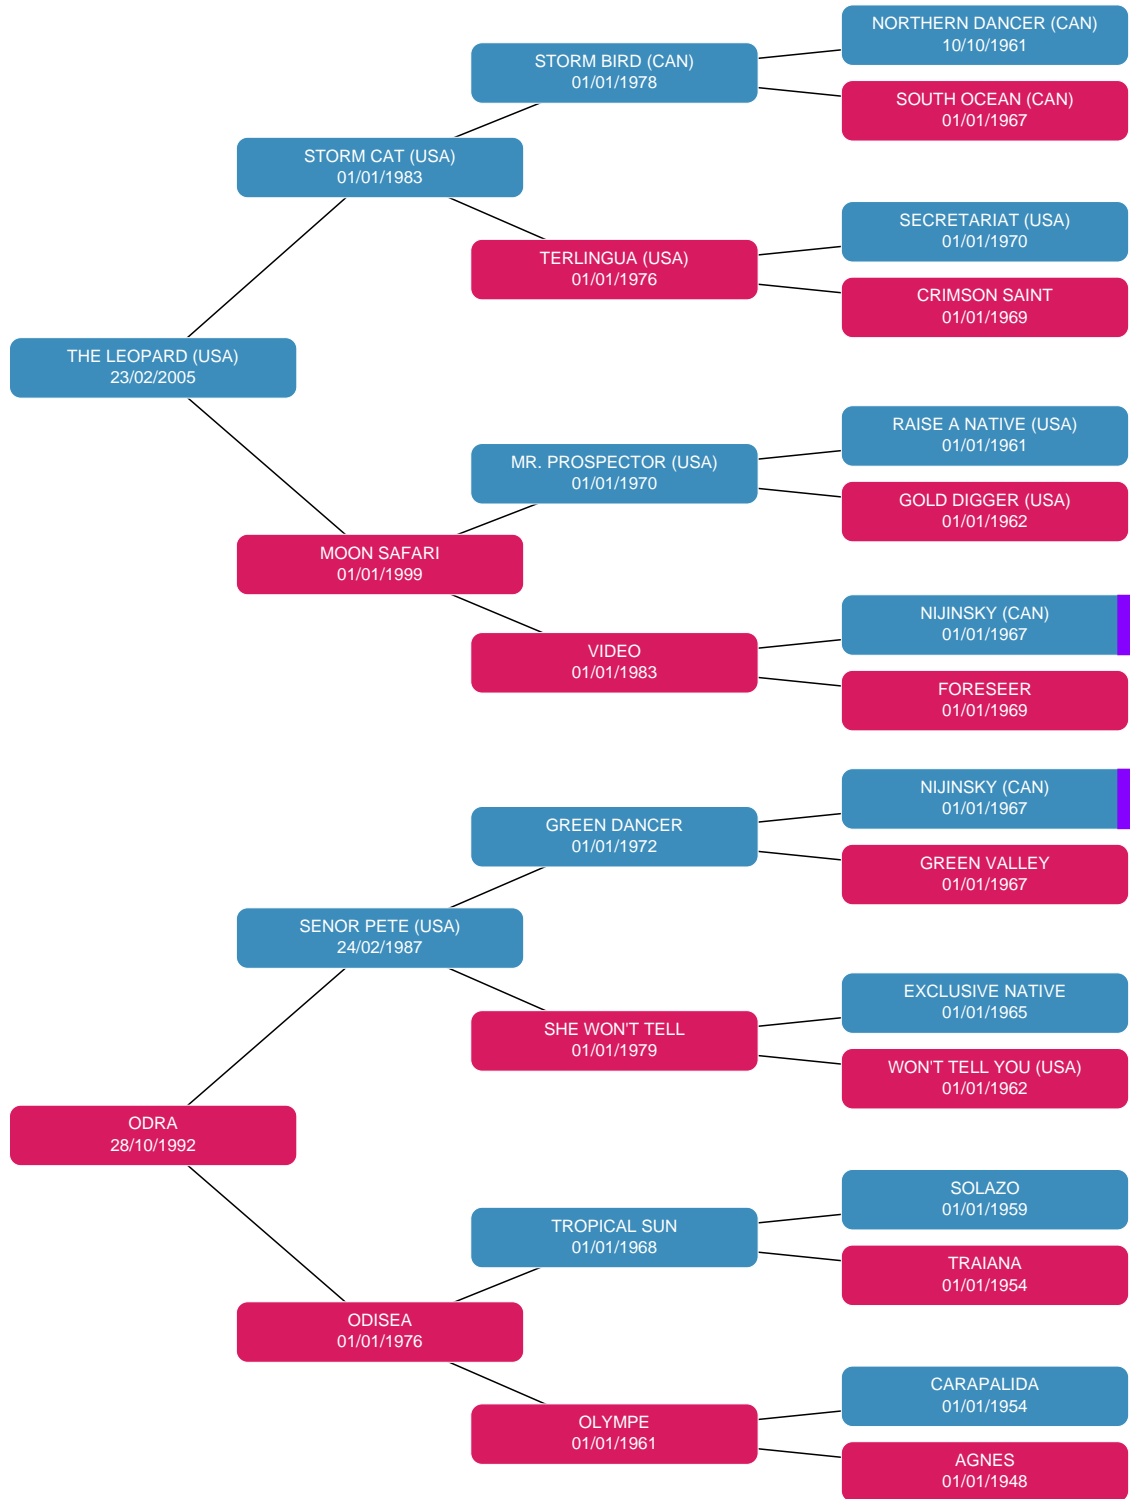 NORTHERN DANCER (CAN)
10/10/1961
STORM BIRD (CAN)
01/01/1978
SOUTH OCEAN (CAN)
01/01/1967
STORM CAT (USA)
01/01/1983
SECRETARIAT (USA)
01/01/1970
TERLINGUA (USA)
01/01/1976
CRIMSON SAINT
01/01/1969
THE LEOPARD (USA)
23/02/2005
RAISE A NATIVE (USA)
01/01/1961
MR. PROSPECTOR (USA)
01/01/1970
GOLD DIGGER (USA)
01/01/1962
MOON SAFARI
01/01/1999
NIJINSKY (CAN)
01/01/1967
VIDEO
01/01/1983
FORESEER
01/01/1969
NIJINSKY (CAN)
01/01/1967
GREEN DANCER
01/01/1972
GREEN VALLEY
01/01/1967
SENOR PETE (USA)
24/02/1987
EXCLUSIVE NATIVE
01/01/1965
SHE WON'T TELL
01/01/1979
WON'T TELL YOU (USA)
01/01/1962
ODRA
28/10/1992
SOLAZO
01/01/1959
TROPICAL SUN
01/01/1968
TRAIANA
01/01/1954
ODISEA
01/01/1976
CARAPALIDA
01/01/1954
OLYMPE
01/01/1961
AGNES
01/01/1948